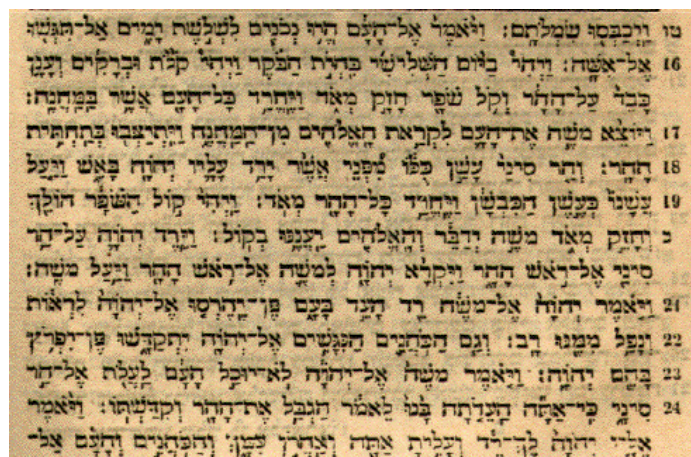 טו וַיְכַבְּסוּ שִׂמְלֹתָם׃ וַיֹּאמֶר אֶל־הָעָם הֱיוּ נְכֹנִים לִשְׁלֹשֶׁת יָמִים אַל־תִּגְּשׁוּ
16 אֶל־אִשָּׁה׃ וַיְהִי בַיּוֹם הַשְּׁלִישִׁי בִּהְיֹת הַבֹּקֶר וַיְהִי קֹלֹת וּבְרָקִים וְעָנָן
כָּבֵד עַל־הָהָר וְקֹל שֹׁפָר חָזָק מְאֹד וַיֶּחֱרַד כָּל־הָעָם אֲשֶׁר בַּמַּחֲנֶה׃
17 וַיּוֹצֵא מֹשֶׁה אֶת־הָעָם לִקְרַאת הָאֱלֹהִים מִן־הַמַּחֲנֶה וַיִּתְיַצְּבוּ בְּתַחְתִּית
18 הָהָר׃ וְהַר סִינַי עָשַׁן כֻּלּוֹ מִפְּנֵי אֲשֶׁר יָרַד עָלָיו יְהוָה בָּאֵשׁ וַיַּעַל
19 עֲשָׁנוֹ כְּעֶשֶׁן הַכִּבְשָׁן וַיֶּחֱרַד כָּל־הָהָר מְאֹד׃ וַיְהִי קוֹל הַשֹּׁפָר הוֹלֵךְ
כ וְחָזֵק מְאֹד מֹשֶׁה יְדַבֵּר וְהָאֱלֹהִים יַעֲנֶנּוּ בְקוֹל׃ וַיֵּרֶד יְהוָה עַל־הַר
סִינַי אֶל־רֹאשׁ הָהָר וַיִּקְרָא יְהוָה לְמֹשֶׁה אֶל־רֹאשׁ הָהָר וַיַּעַל מֹשֶׁה׃
21 וַיֹּאמֶר יְהוָה אֶל־מֹשֶׁה רֵד הָעֵד בָּעָם פֶּן־יֶהֶרְסוּ אֶל־יְהוָה לִרְאוֹת
22 וְנָפַל מִמֶּנּוּ רָב׃ וְגַם הַכֹּהֲנִים הַנִּגָּשִׁים אֶל־יְהוָה יִתְקַדָּשׁוּ פֶּן־יִפְרֹץ
23 בָּהֶם יְהוָה׃ וַיֹּאמֶר מֹשֶׁה אֶל־יְהוָה לֹא־יוּכַל הָעָם לַעֲלֹת אֶל־הַר
24 סִינָי כִּי־אַתָּה הַעֵדֹתָה בָּנוּ לֵאמֹר הַגְבֵּל אֶת־הָהָר וְקִדַּשְׁתּוֹ׃ וַיֹּאמֶר
אֵלָיו יְהוָה לֶךְ־רֵד וְעָלִיתָ אַתָּה וְאַהֲרֹן עִמָּךְ וְהַכֹּהֲנִים וְהָעָם אַל־